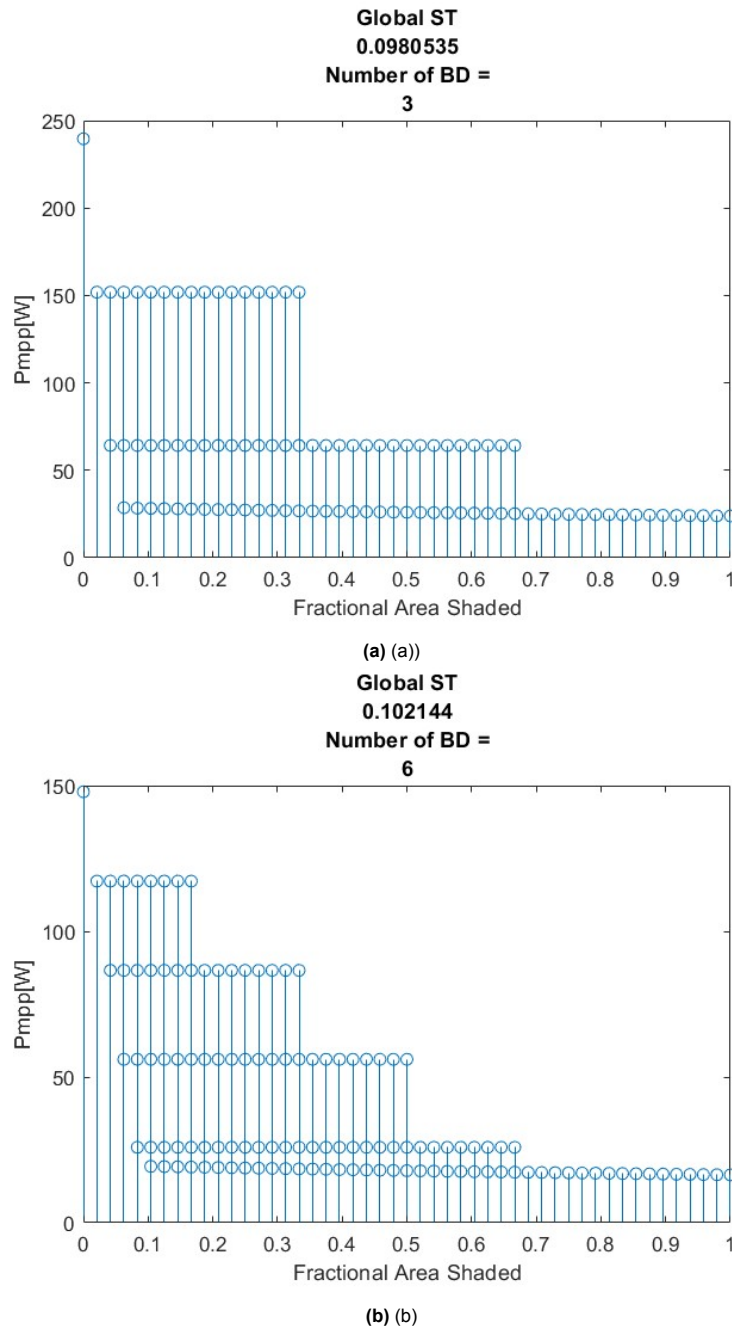 Global ST
0.0980535
Number of BD =
3
250
200
150
100
50
0
Pmpp[W]
0 0.1 0.2 0.3 0.4 0.5 0.6 0.7 0.8 0.9 1
Fractional Area Shaded
(a) (a))
Global ST
0.102144
Number of BD =
6
150
100
50
0
Pmpp[W]
0 0.1 0.2 0.3 0.4 0.5 0.6 0.7 0.8 0.9 1
Fractional Area Shaded
(b) (b)